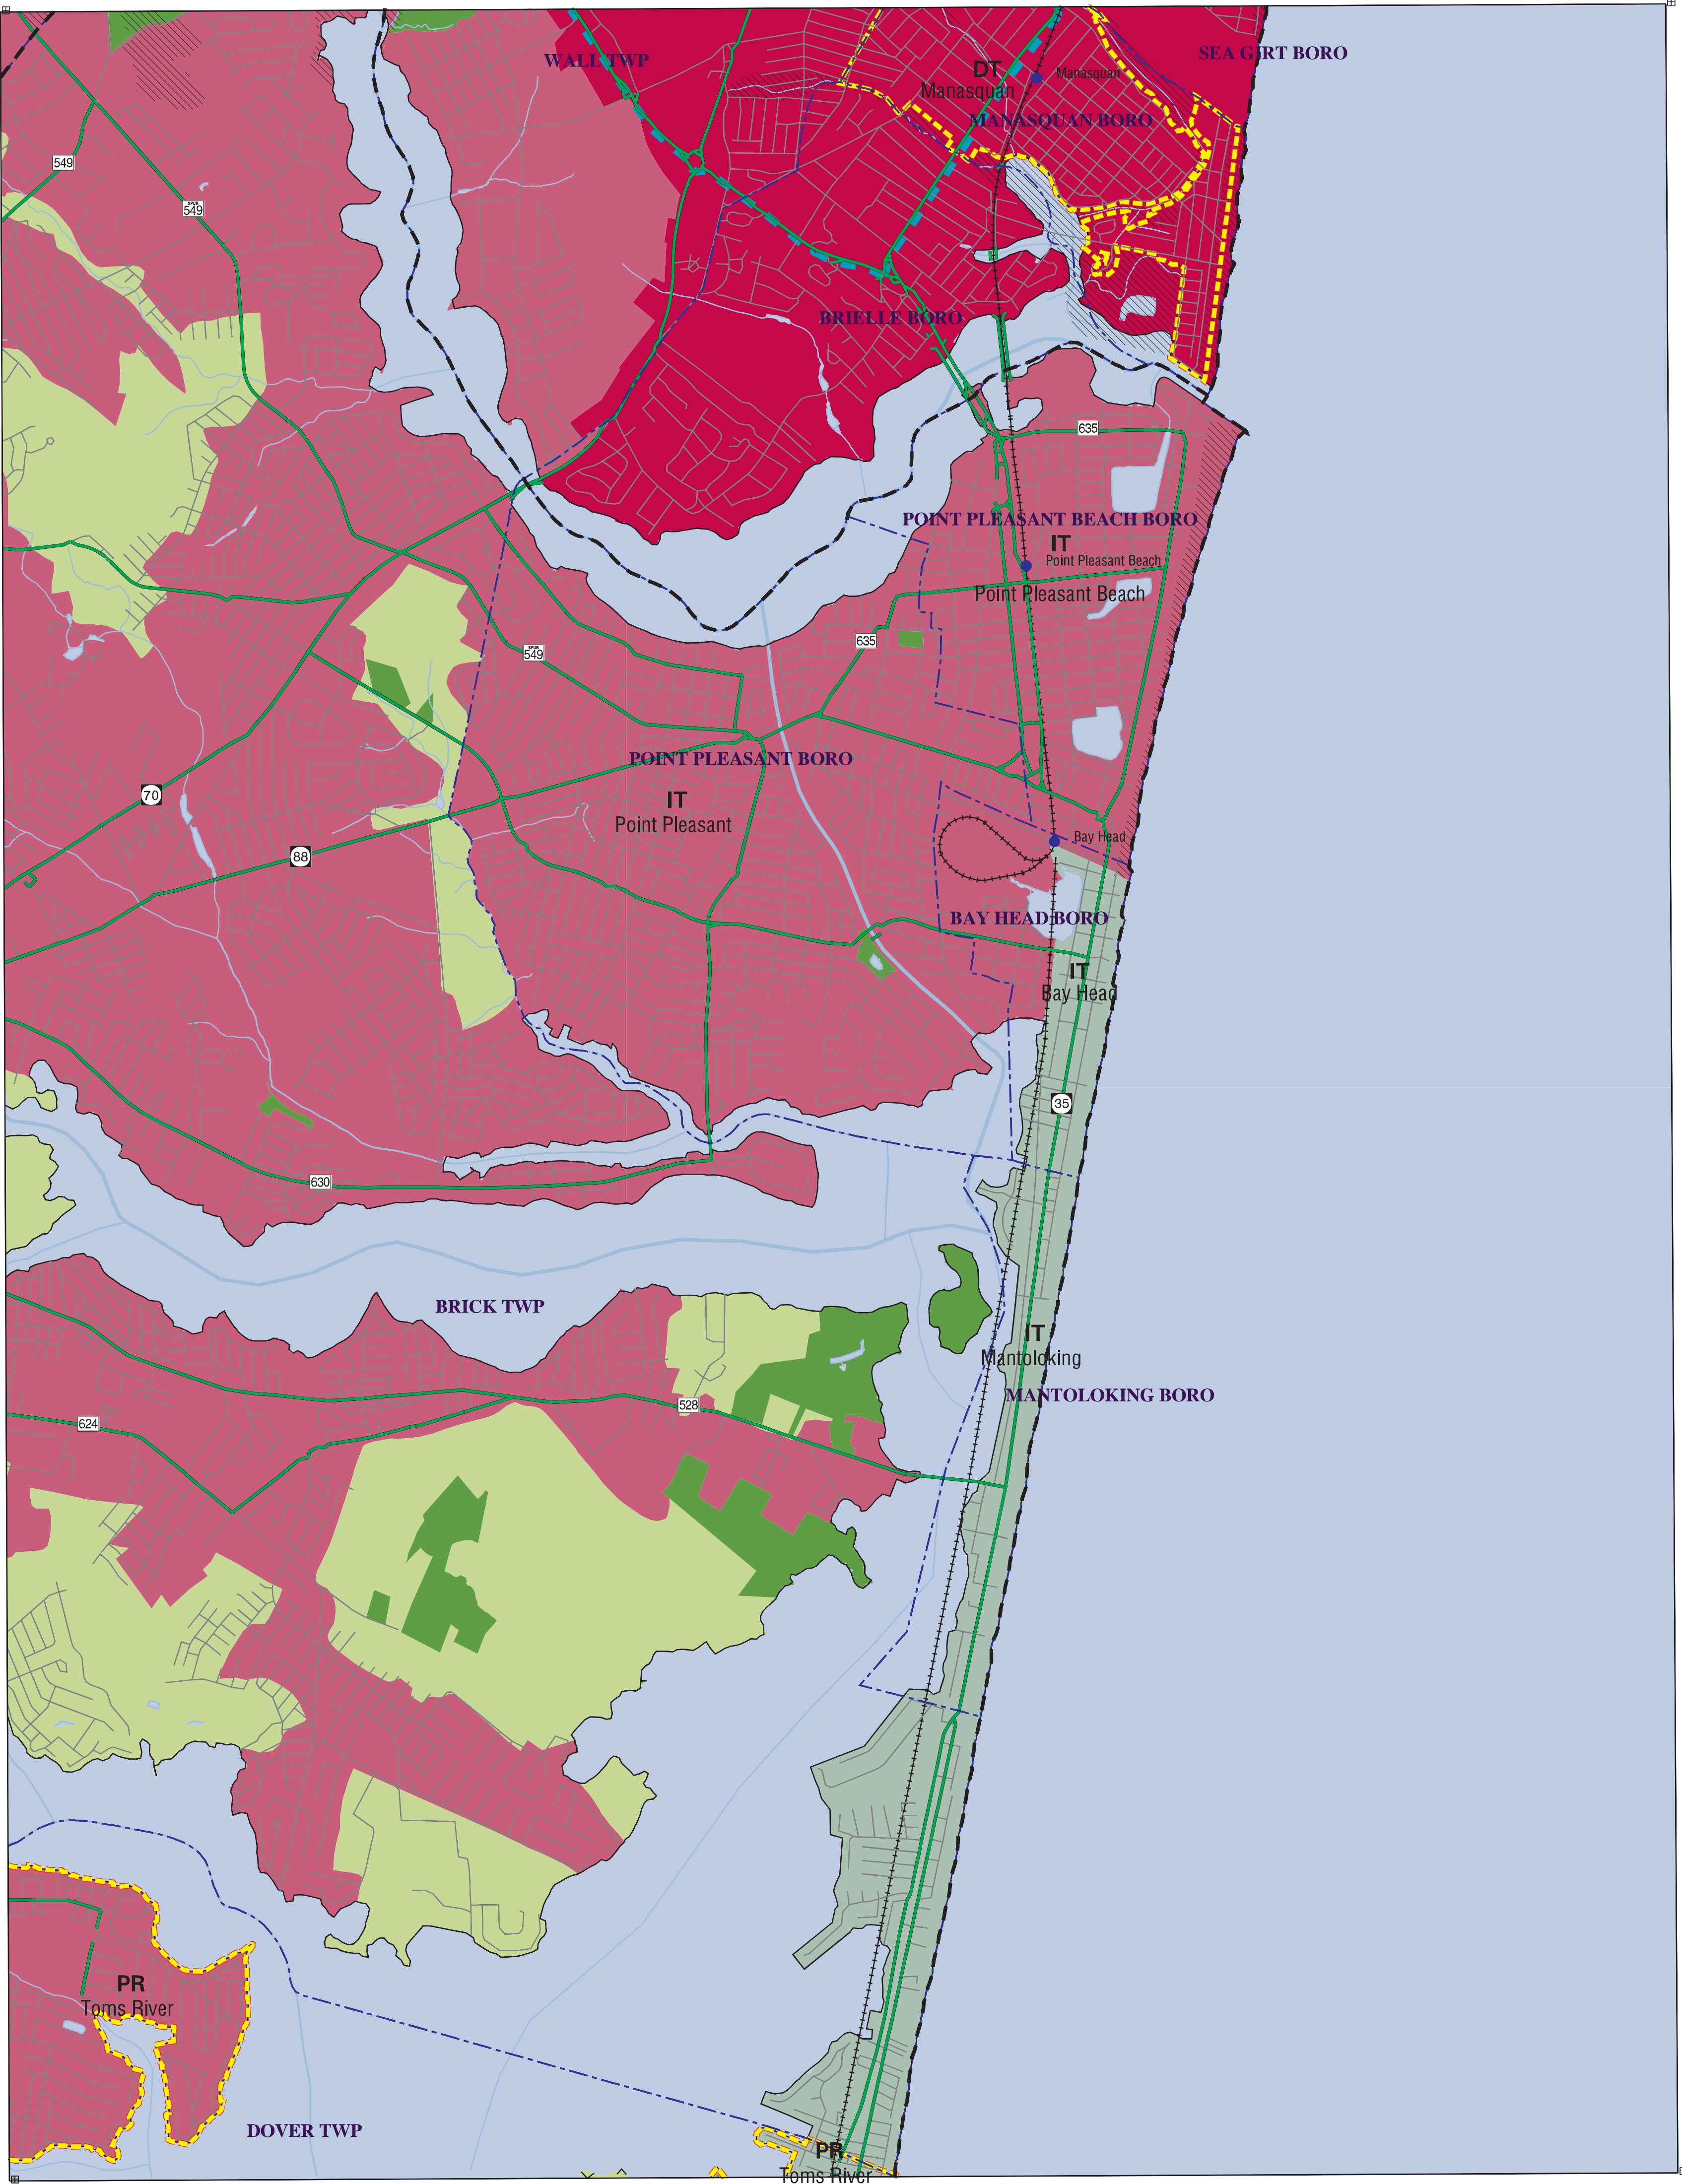 WALL TWP
SEA GIRT BORO
DT
Manasquan
Manasquan
MANASQUAN BORO
549
SPUR
549
BRIELLE BORO
635
POINT PLEASANT BEACH BORO
IT
Point Pleasant Beach
Point Pleasant Beach
635
SPUR
549
POINT PLEASANT BORO
70
IT
Point Pleasant
Bay Head
88
BAY HEAD BORO
IT
Bay Head
35
630
BRICK TWP
IT
Mantoloking
MANTOLOKING BORO
528
624
PR
Toms River
DOVER TWP
PR
Toms River